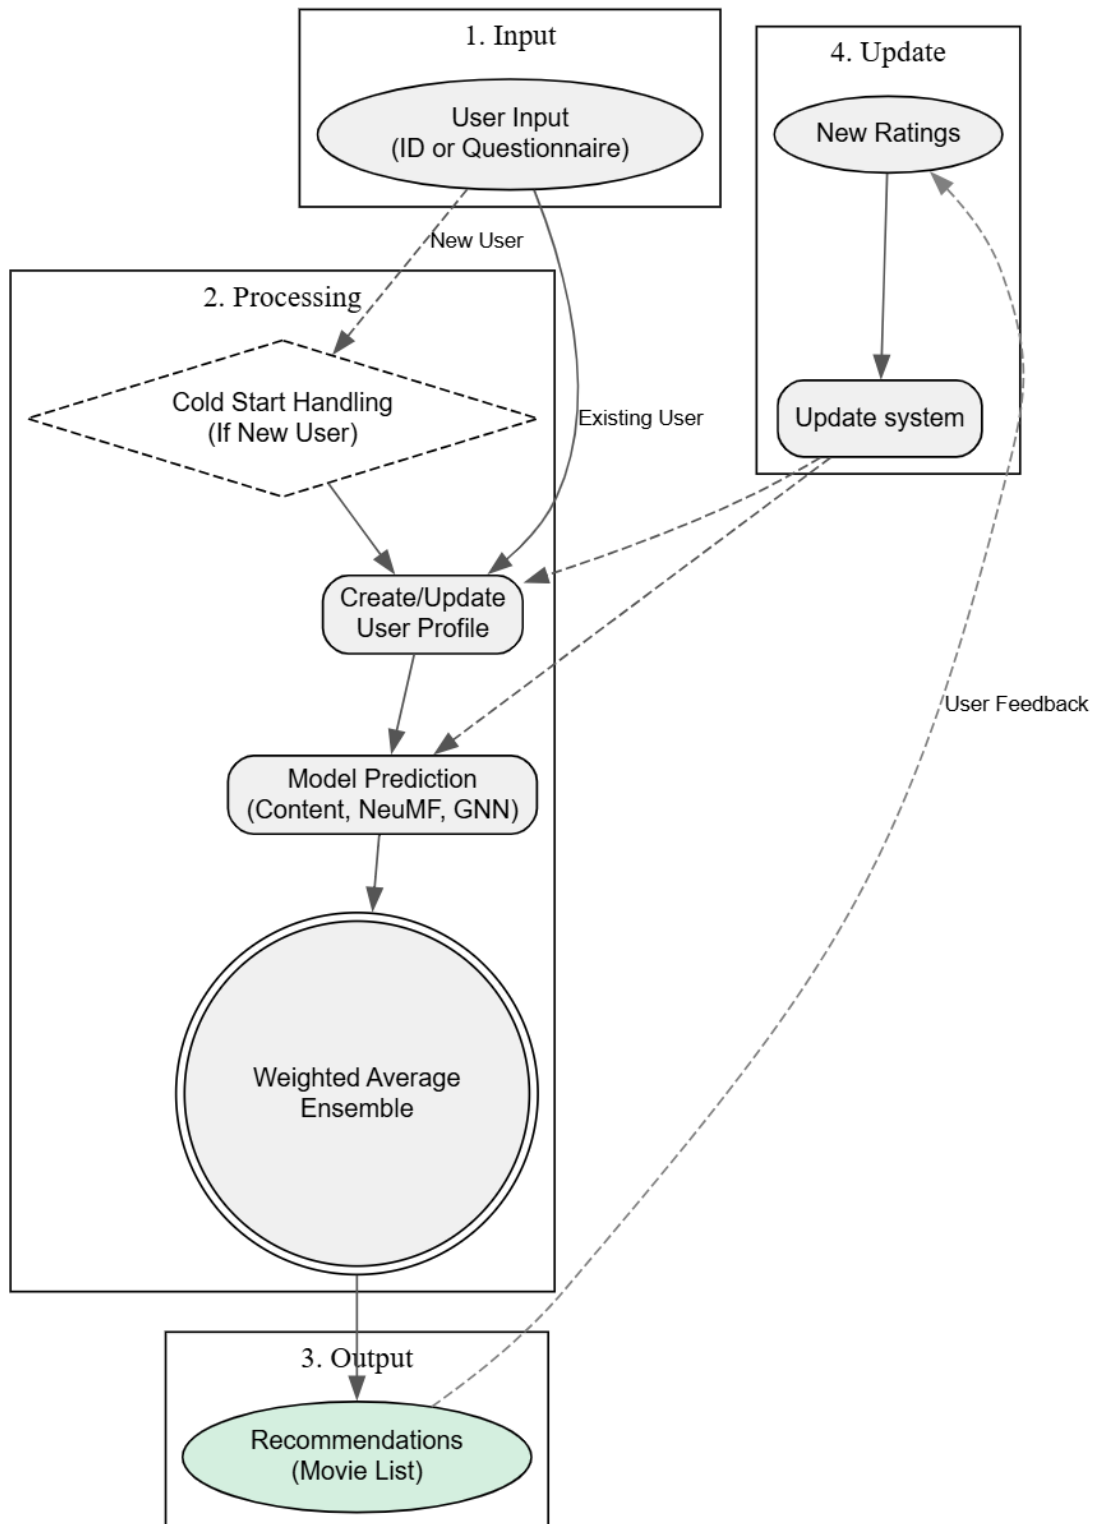 1. Input
User Input
(ID or Questionnaire)
4. Update
New Ratings
New User
2. Processing
Cold Start Handling
(If New User)
Existing User
Update system
Create/Update
User Profile
User Feedback
Model Prediction
(Content, NeuMF, GNN)
Weighted Average
Ensemble
3. Output
Recommendations
(Movie List)